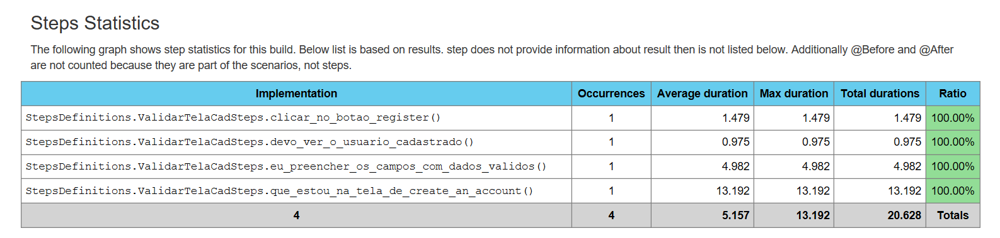 Steps Statistics
The following graph shows step statistics for this build. Below list is based on results. step does not provide information about result then is not listed below. Additionally @Before and @After
are not counted because they are part of the scenarios, not steps.
Implementation Occurrences Average duration Max duration Total durations Ratio
StepsDefinitions.ValidarTelaCadSteps.clicar_no_botao_register() 1 1.479 1.479 1.479 100.00%
StepsDefinitions.ValidarTelaCadSteps.devo_ver_o_usuario_cadastrado() 1 0.975 0.975 0.975 100.00%
StepsDefinitions.ValidarTelaCadSteps.eu_preencher_os_campos_com_dados_validos() 1 4.982 4.982 4.982 100.00%
StepsDefinitions.ValidarTelaCadSteps.que_estou_na_tela_de_create_an_account() 1 13.192 13.192 13.192 100.00%
4 4 5.157 13.192 20.628 Totals